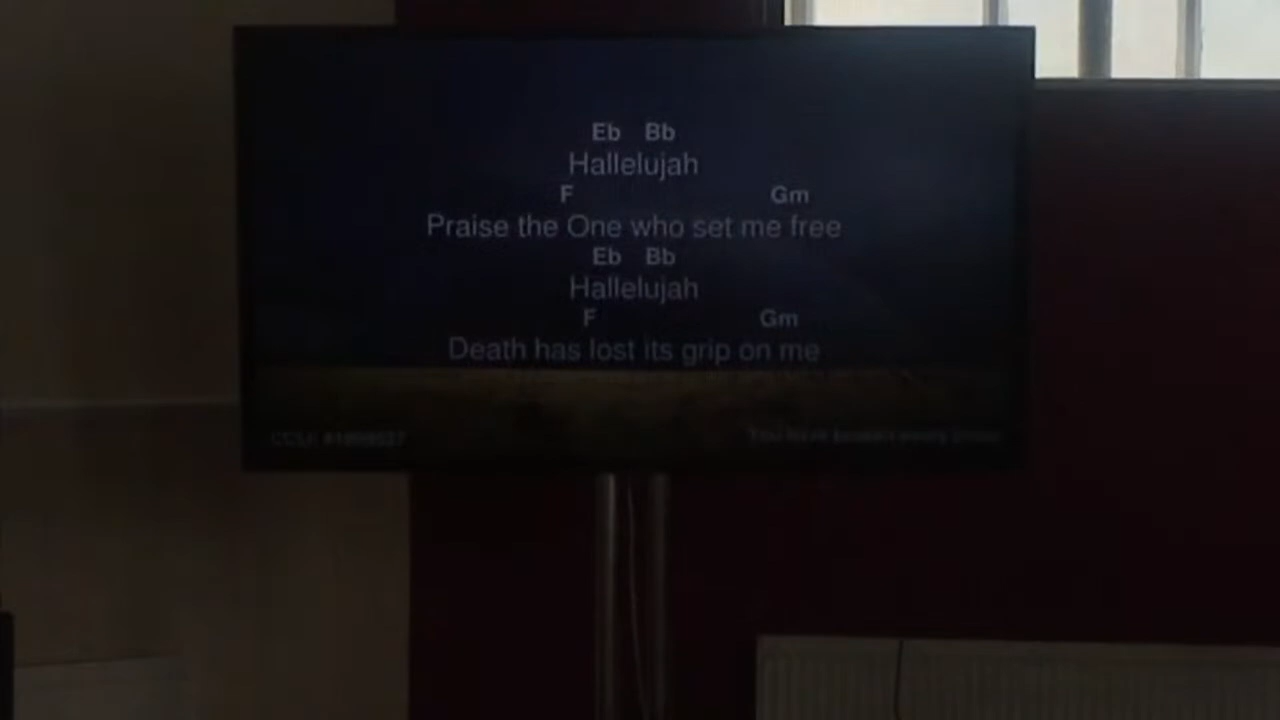 Eb Bb
Hallelujah
F Gm
Praise the One who set me free
Eb Bb
Hallelujah
F Gm
Death has lost its grip on me